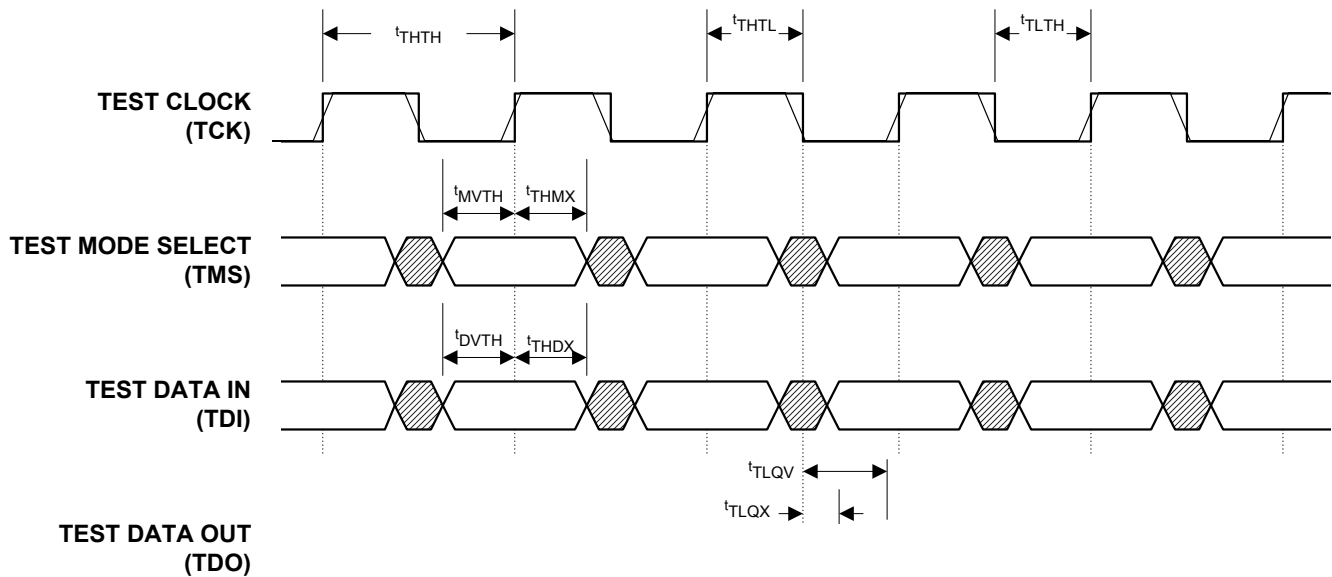 tTHTH
tTHTL
tTLTH
TEST CLOCK
(TCK)
tMVTH
tTHMX
TEST MODE SELECT
(TMS)
tDVTH
tTHDX
TEST DATA IN
(TDI)
tTLQV
tTLQX
TEST DATA OUT
(TDO)